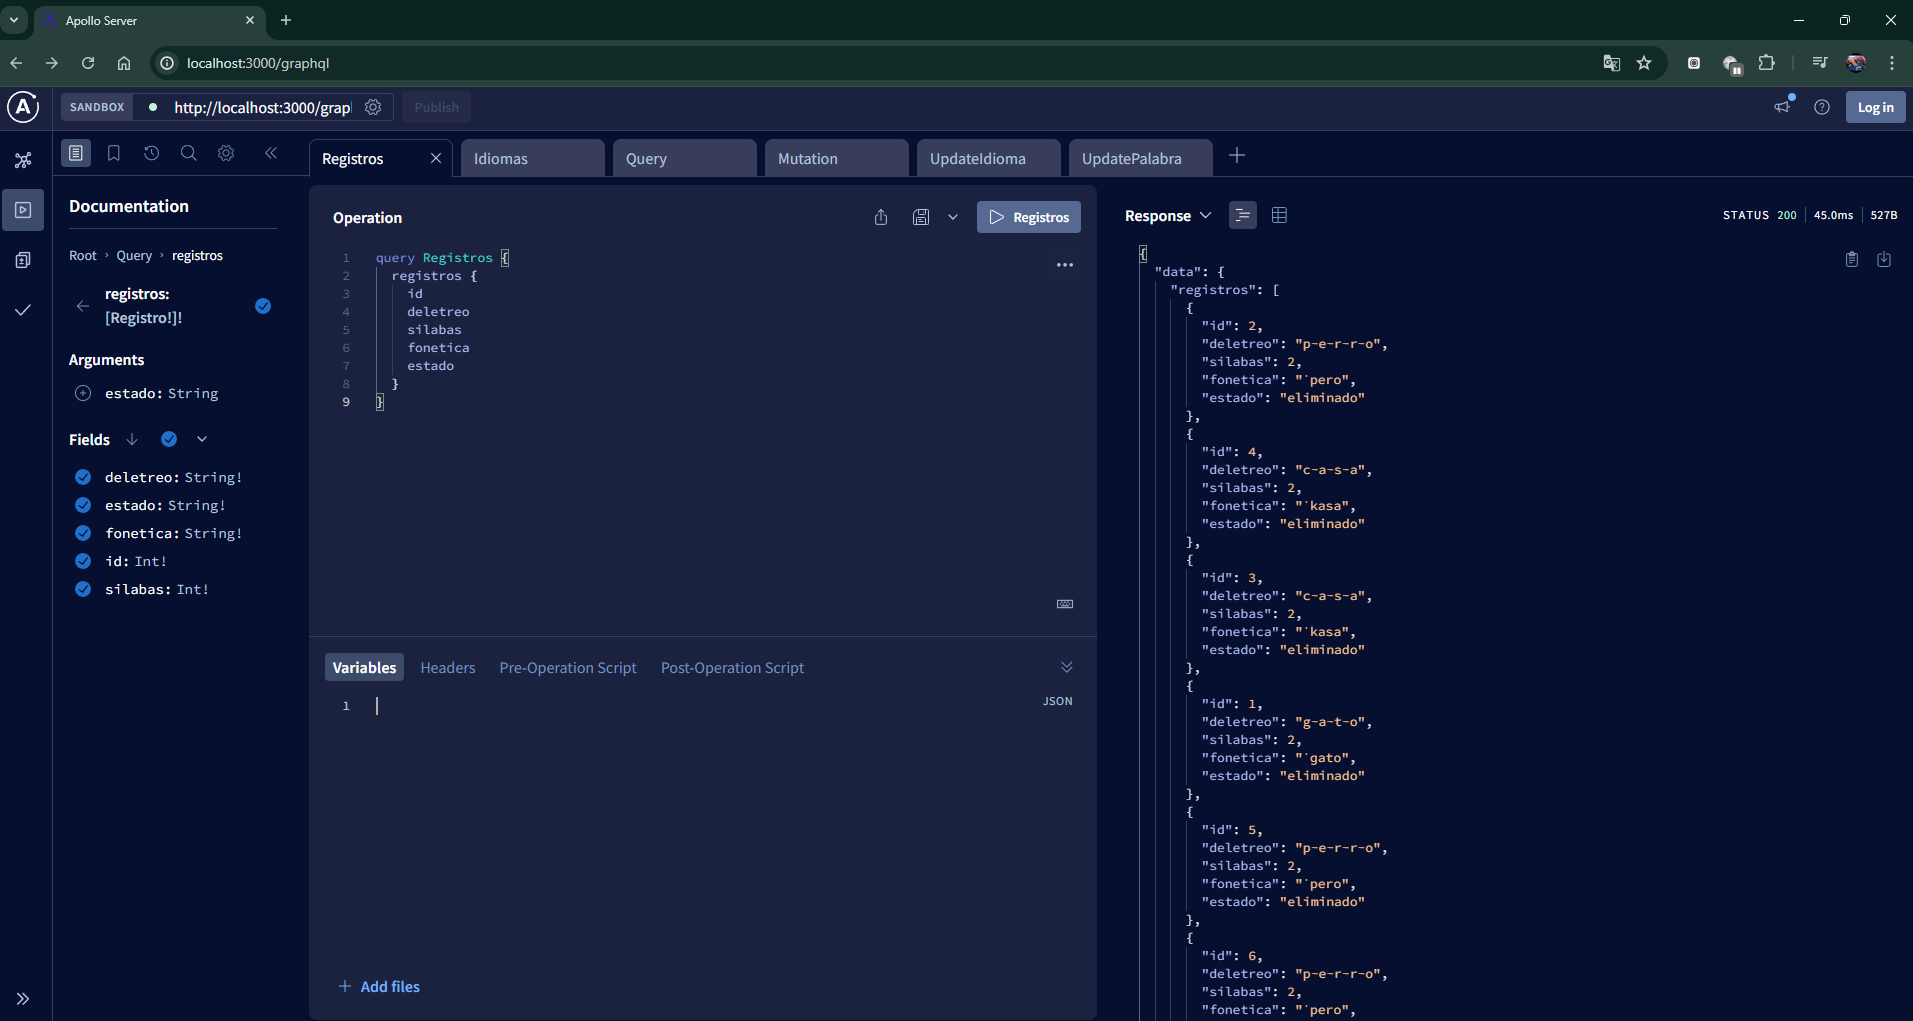 Apollo Server
localhost:3000/graphql
SANDBOX
http://localhost:3000/grap
Publish
Log in
Registros
Idiomas
Query
Mutation
UpdateIdioma
UpdatePalabra
Documentation
Root › Query › registros
registros:
[Registro!]!
Arguments
estado: String
Fields
deletreo: String!
estado: String!
fonetica: String!
id: Int!
silabas: Int!
Operation
Registros
1 query Registros {
2 registros {
3 id
4 deletreo
5 silabas
6 fonetica
7 estado
8 }
9 }
Variables
Headers
Pre-Operation Script
Post-Operation Script
1
JSON
Add files
Response
STATUS 200
45.0ms
527B
{
"data": {
"registros": [
{
"id": 2,
"deletreo": "p-e-r-r-o",
"silabas": 2,
"fonetica": "ˈpero",
"estado": "eliminado"
},
{
"id": 4,
"deletreo": "c-a-s-a",
"silabas": 2,
"fonetica": "ˈkasa",
"estado": "eliminado"
},
{
"id": 3,
"deletreo": "c-a-s-a",
"silabas": 2,
"fonetica": "ˈkasa",
"estado": "eliminado"
},
{
"id": 1,
"deletreo": "g-a-t-o",
"silabas": 2,
"fonetica": "ˈgato",
"estado": "eliminado"
},
{
"id": 5,
"deletreo": "p-e-r-r-o",
"silabas": 2,
"fonetica": "ˈpero",
"estado": "eliminado"
},
{
"id": 6,
"deletreo": "p-e-r-r-o",
"silabas": 2,
"fonetica": "ˈpero",